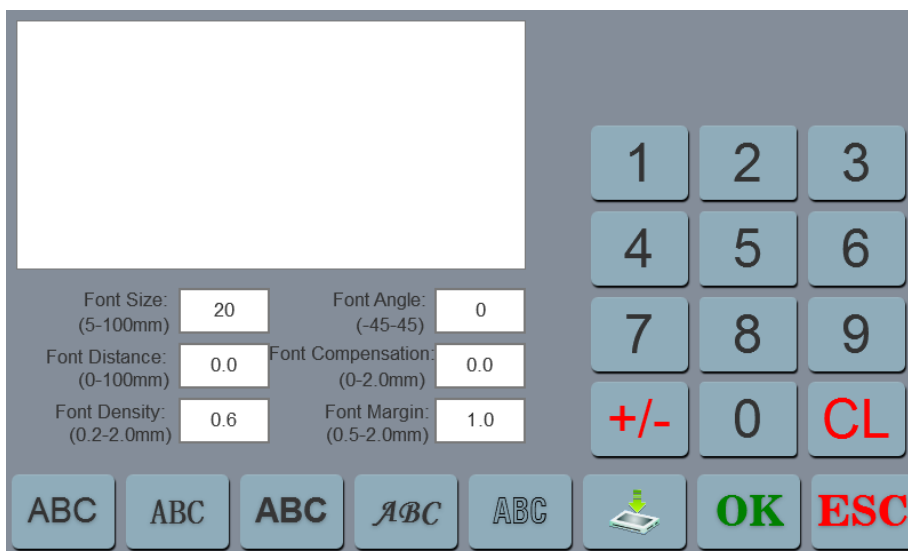 1 2 3
4 5 6
Font Size: 20 Font Angle: 0
(5-100mm) (-45-45)
7 8 9
Font Distance: 0.0 Font Compensation: 0.0
(0-100mm) (0-2.0mm)
Font Density: 0.6 Font Margin: 1.0
(0.2-2.0mm) (0.5-2.0mm)
+/- 0 CL
ABC ABC ABC ABC ABC OK ESC